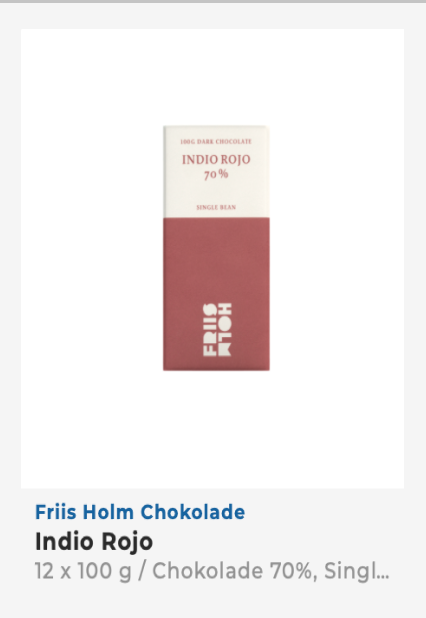 100G DARK CHOCOLATE
INDIO ROJO
70%
SINGLE BEAN
FRIIS
HOLM
Friis Holm Chokolade
Indio Rojo
12 x 100 g / Chokolade 70%, Singl...